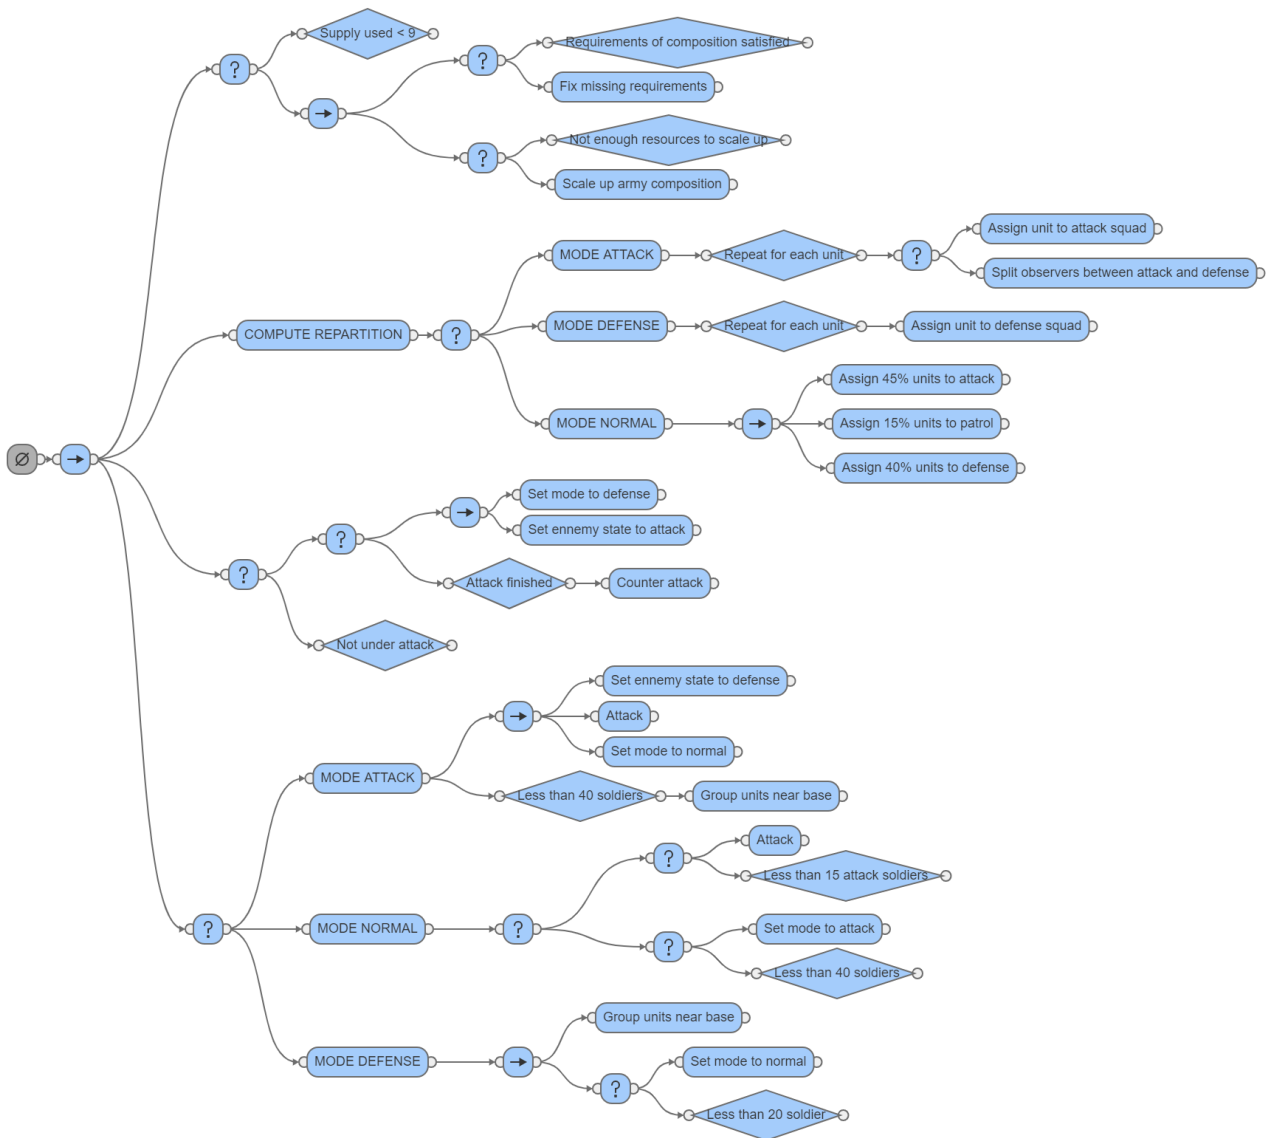 Supply used < 9
?
Requirements of composition satisfied
?
Fix missing requirements
Not enough resources to scale up
?
Scale up army composition
Assign unit to attack squad
MODE ATTACK
Repeat for each unit
?
Split observers between attack and defense
COMPUTE REPARTITION
?
MODE DEFENSE
Repeat for each unit
Assign unit to defense squad
Assign 45% units to attack
MODE NORMAL
Assign 15% units to patrol
Assign 40% units to defense
Set mode to defense
Set ennemy state to attack
?
?
Attack finished
Counter attack
Not under attack
Set ennemy state to defense
Attack
Set mode to normal
MODE ATTACK
Less than 40 soldiers
Group units near base
Attack
?
Less than 15 attack soldiers
?
MODE NORMAL
?
Set mode to attack
?
Less than 40 soldiers
Group units near base
MODE DEFENSE
Set mode to normal
?
Less than 20 soldier